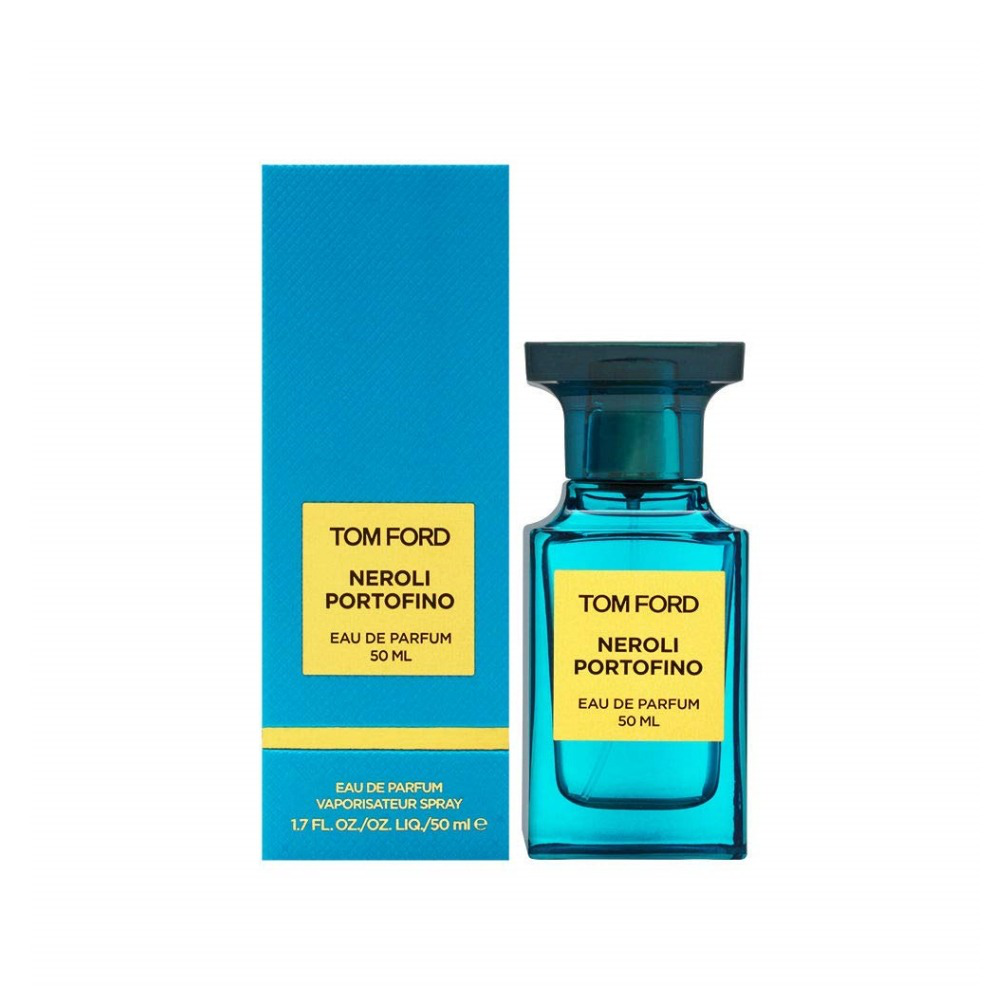 TOM FORD
NEROLI
PORTOFINO
EAU DE PARFUM
50 ML
EAU DE PARFUM
VAPORISATEUR SPRAY
1.7 FL. OZ./OZ. LIQ./50 ml ℮
TOM FORD
NEROLI
PORTOFINO
EAU DE PARFUM
50 ML